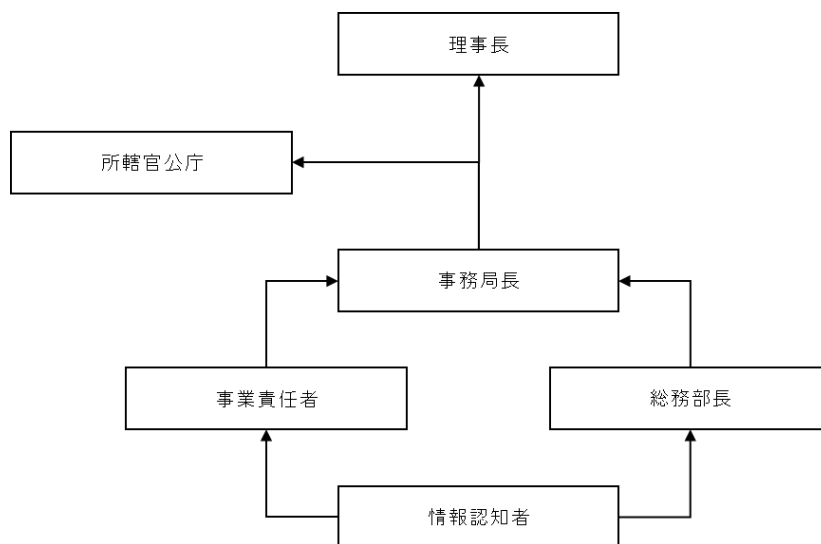 理事長
所轄官公庁
事務局長
事業責任者
総務部長
情報認知者